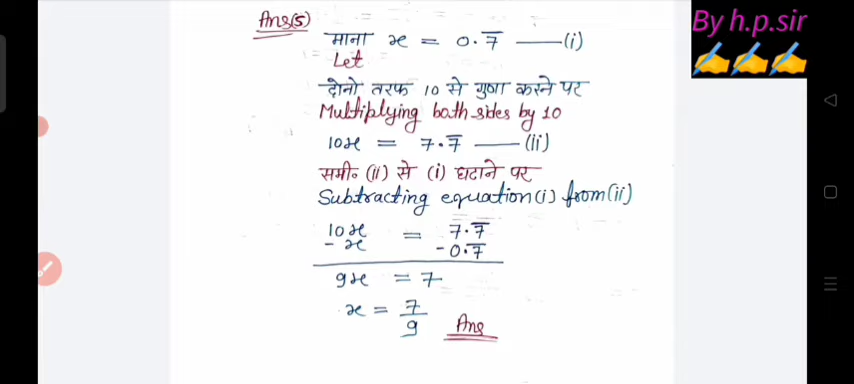 Ans(5)
By h.p.sir
✍✍✍
माना x = 0.7̅ —(i)
Let
दोनो तरफ 10 से गुणा करने पर
Multiplying both sides by 10
10x = 7.7̅ —(ii)
समी॰ (ii) से (i) घटाने पर
Subtracting equation(i) from(ii)
10x = 7.7̅
- x - 0.7̅
9x = 7
x = 7/9 Ans